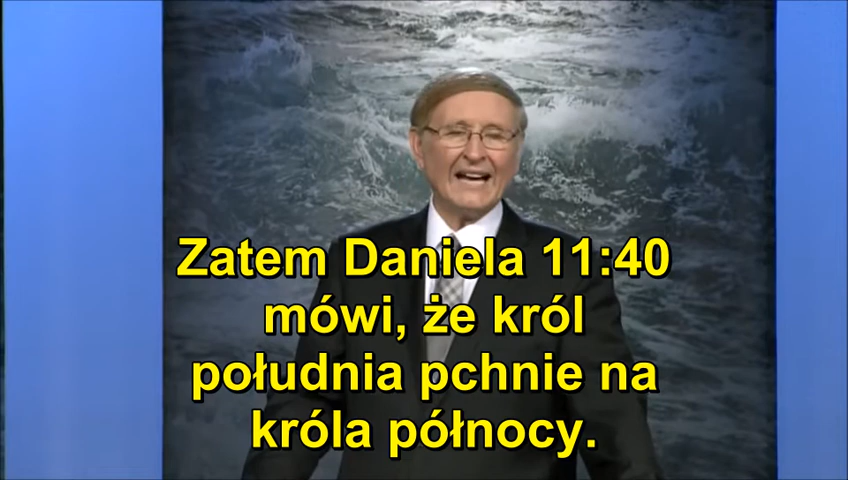 Zatem Daniela 11:40
mówi, że król
południa pchnie na
króla północy.